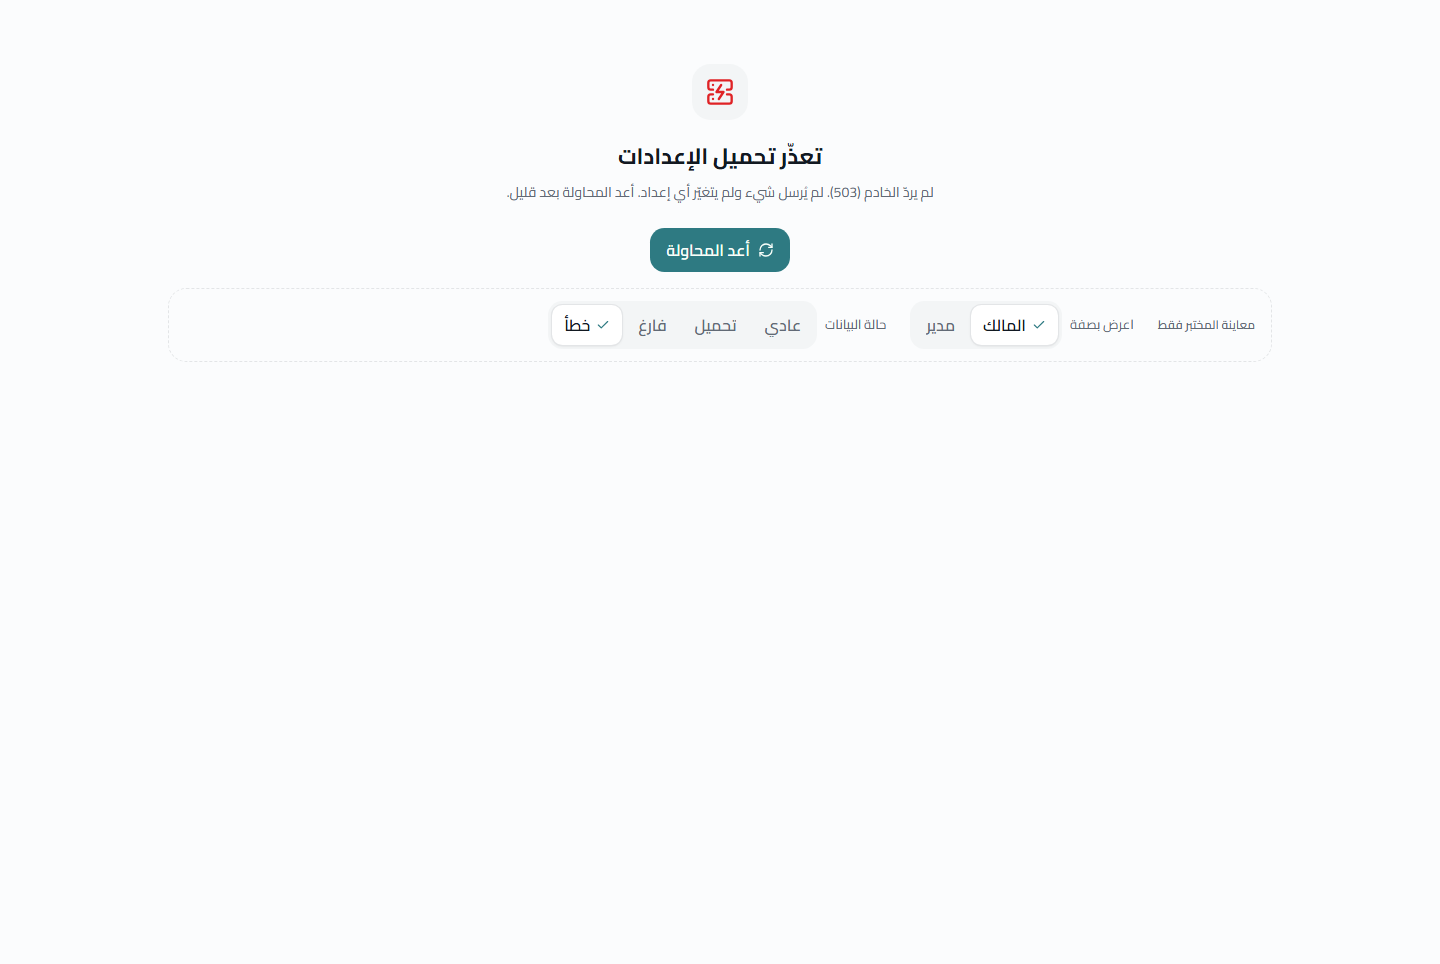 تعذّر تحميل الإعدادات
لم يردّ الخادم (503). لم يُرسل شيء ولم يتغيّر أي إعداد. أعد المحاولة بعد قليل.
أعد المحاولة
معاينة المختبر فقط اعرض بصفة المالك مدير حالة البيانات عادي تحميل فارغ خطأ